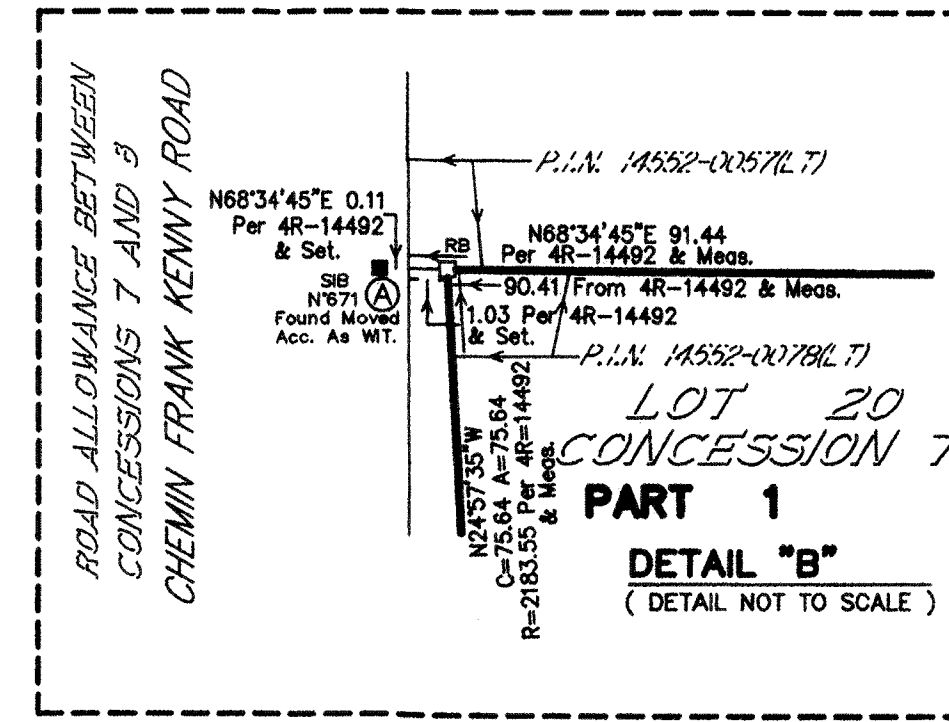 ROAD ALLOWANCE BETWEEN
CONCESSIONS 7 AND 8
CHEMIN FRANK KENNY ROAD
N68°34'45"E 0.11
Per 4R-14492
& Set.
SIB
N°671
A
Found Moved
Acc. As WIT.
RB
P.I.N. 14552-0057(LT)
N68°34'45"E 91.44
Per 4R-14492 & Meas.
90.41 From 4R-14492 & Meas.
1.03 Per 4R-14492
& Set.
P.I.N. 14552-0078(LT)
N24°57'35"W
C=75.64 A=75.64
R=2183.55 Per 4R=14492
& Meas.
LOT 20
CONCESSION 7
PART 1
DETAIL "B"
( DETAIL NOT TO SCALE )